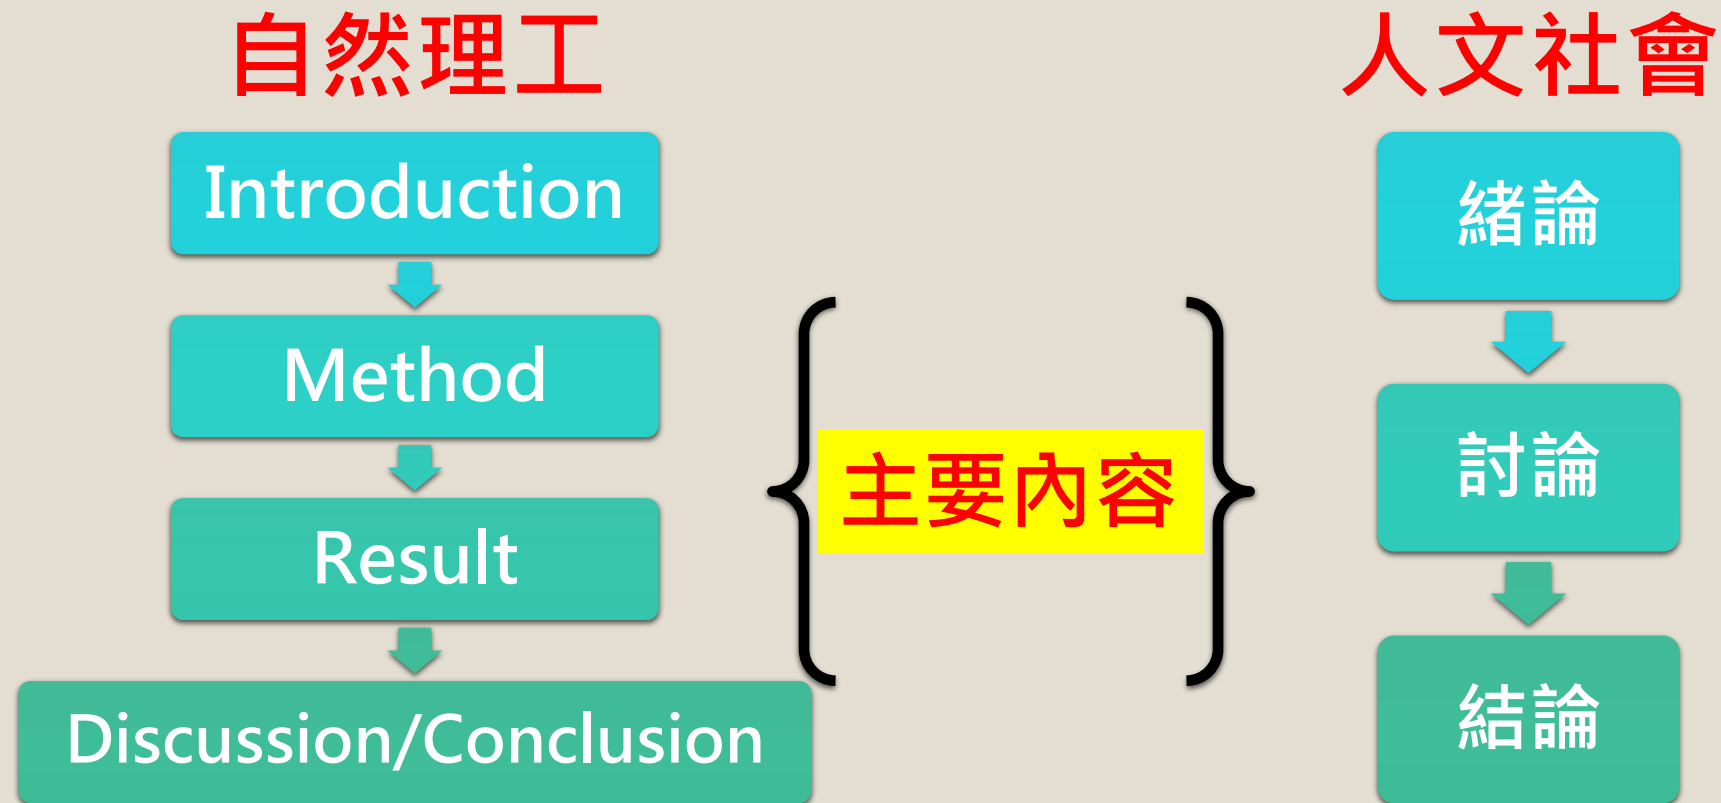 自然理工
Introduction
Method
Result
Discussion/Conclusion
主要內容
人文社會
緒論
討論
結論